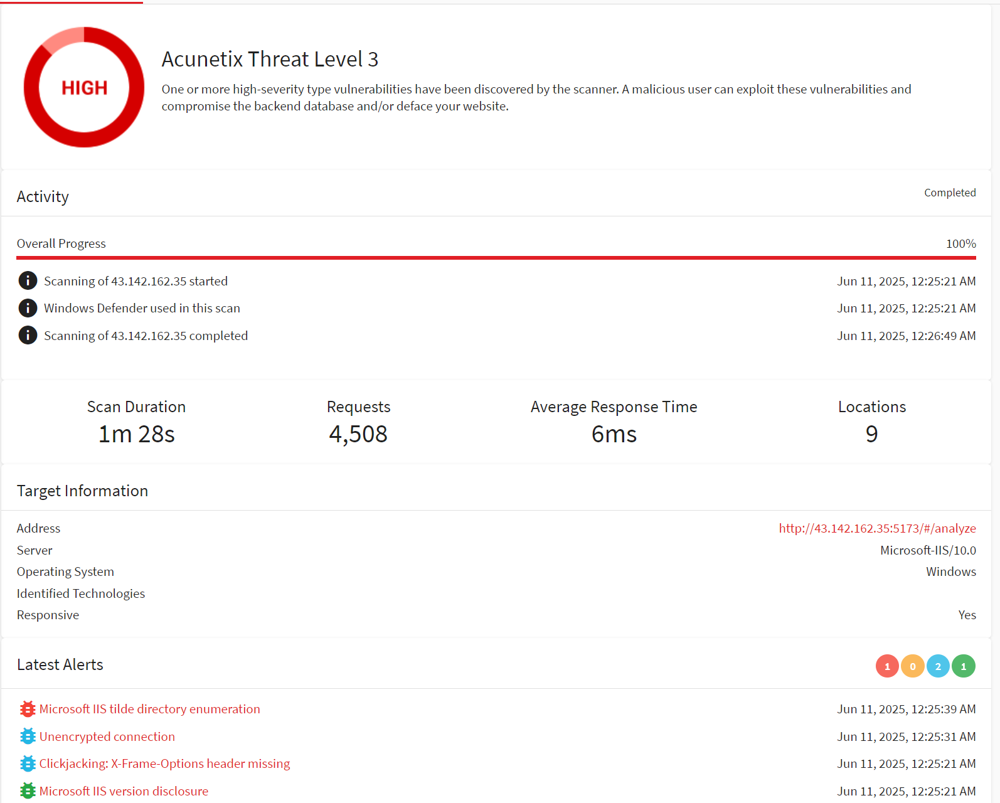 HIGH
Acunetix Threat Level 3
One or more high-severity type vulnerabilities have been discovered by the scanner. A malicious user can exploit these vulnerabilities and
compromise the backend database and/or deface your website.
Activity
Completed
Overall Progress
100%
Scanning of 43.142.162.35 started
Jun 11, 2025, 12:25:21 AM
Windows Defender used in this scan
Jun 11, 2025, 12:25:21 AM
Scanning of 43.142.162.35 completed
Jun 11, 2025, 12:26:49 AM
Scan Duration
1m 28s
Requests
4,508
Average Response Time
6ms
Locations
9
Target Information
Address
http://43.142.162.35:5173/#/analyze
Server
Microsoft-IIS/10.0
Operating System
Windows
Identified Technologies
Responsive
Yes
Latest Alerts
1 0 2 1
Microsoft IIS tilde directory enumeration
Jun 11, 2025, 12:25:39 AM
Unencrypted connection
Jun 11, 2025, 12:25:31 AM
Clickjacking: X-Frame-Options header missing
Jun 11, 2025, 12:25:21 AM
Microsoft IIS version disclosure
Jun 11, 2025, 12:25:21 AM